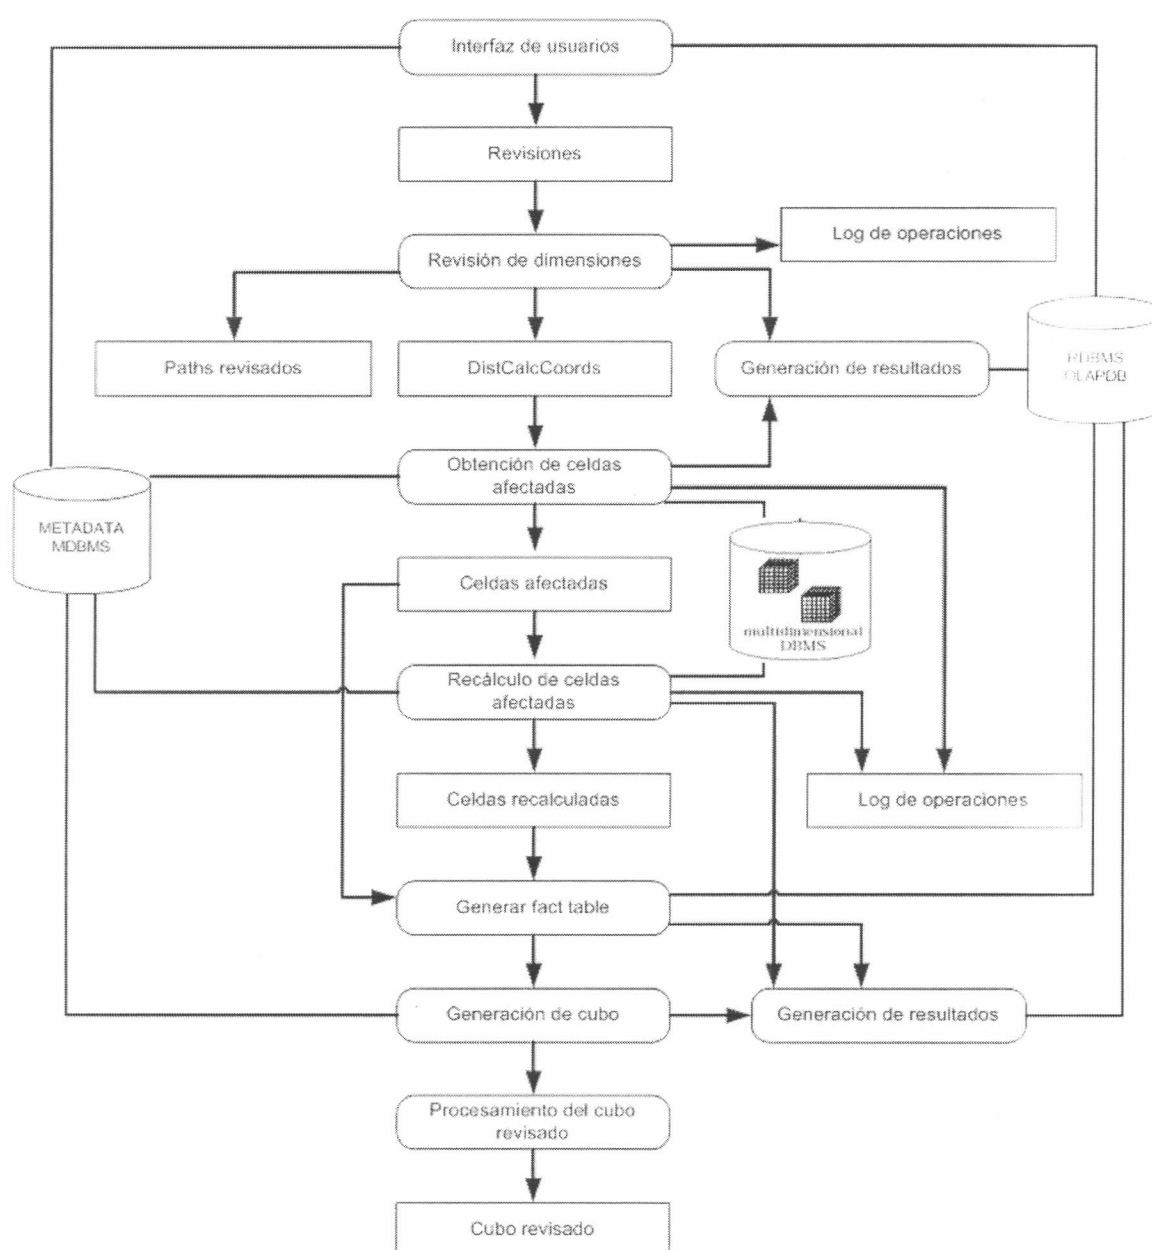 Interfaz de usuarios
Revisiones
Log de operaciones
Revisión de dimensiones
Paths revisados
DistCalcCoords
Generación de resultados
RDBMS
OLAPDB
Obtención de celdas
afectadas
METADATA
MDBMS
Celdas afectadas
multidimensional
DBMS
Recálculo de celdas
afectadas
Celdas recalculadas
Log de operaciones
Generar fact table
Generación de cubo
Generación de resultados
Procesamiento del cubo
revisado
Cubo revisado